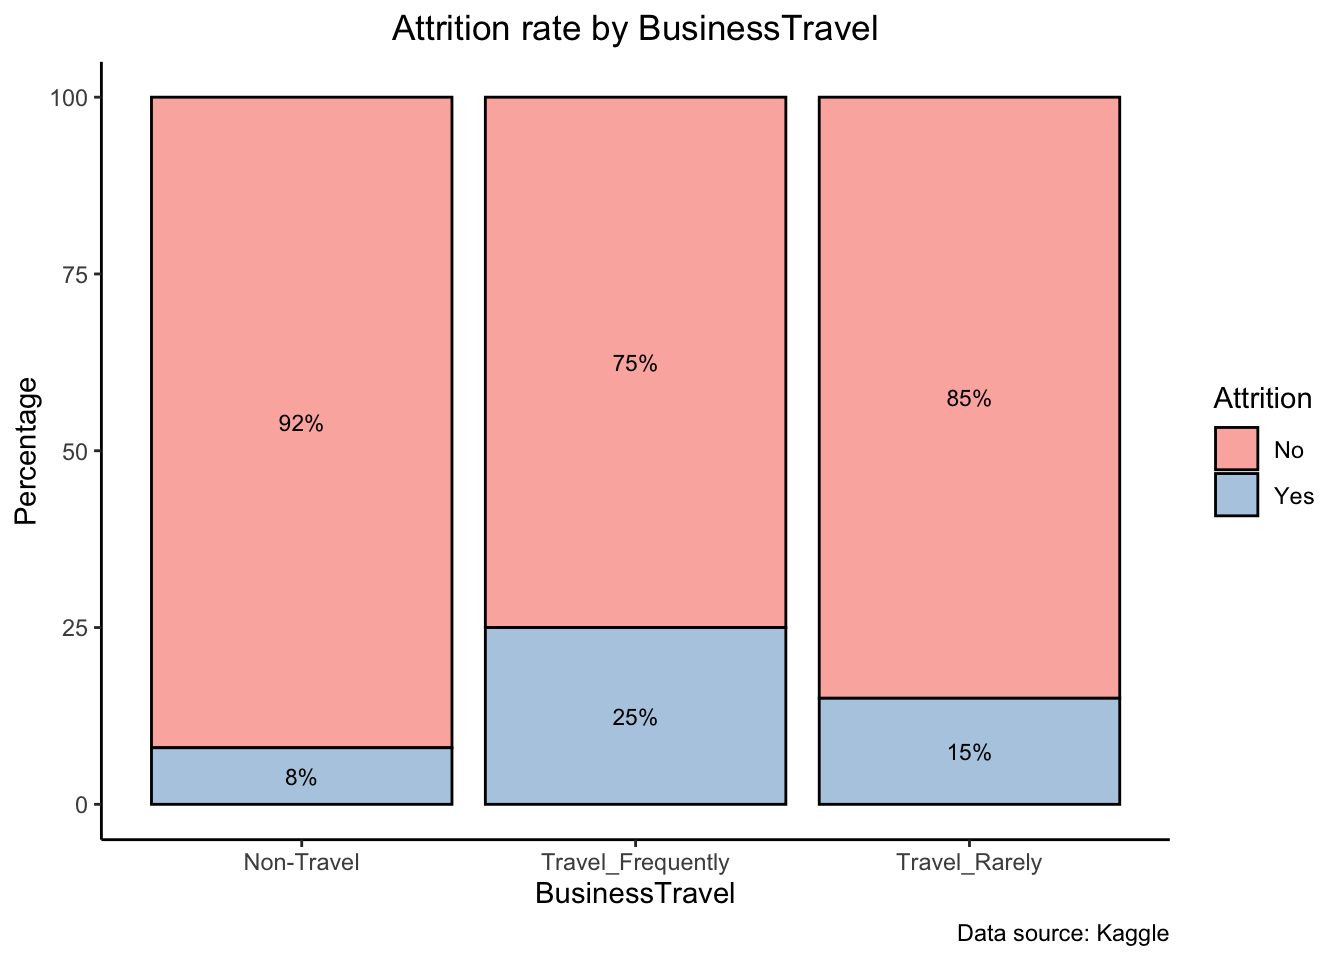 Attrition rate by BusinessTravel
Percentage
100
75
50
25
0
92%
75%
85%
8%
25%
15%
Non-Travel
Travel_Frequently
Travel_Rarely
BusinessTravel
Attrition
No
Yes
Data source: Kaggle